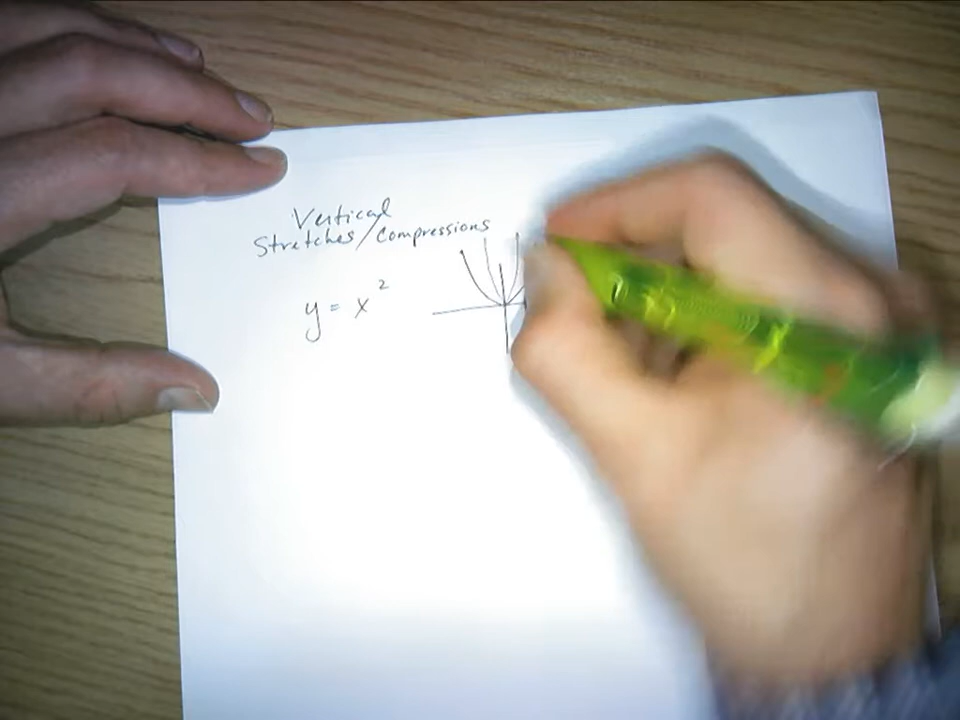 Vertical
Stretches/Compressions
y = x²